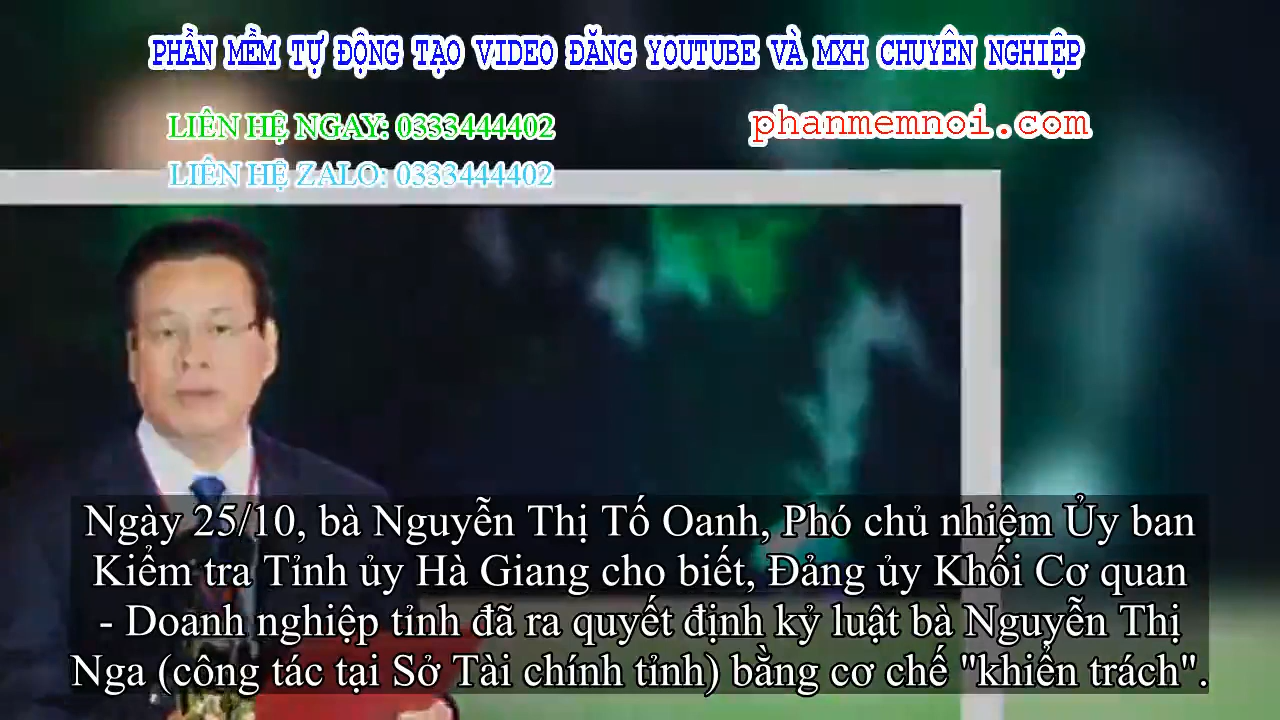 PHẦN MỀM TỰ ĐỘNG TẠO VIDEO ĐĂNG YOUTUBE VÀ MXH CHUYÊN NGHIỆP
LIÊN HỆ NGAY: 0333444402
phanmemnoi.com
LIÊN HỆ ZALO: 0333444402
Ngày 25/10, bà Nguyễn Thị Tố Oanh, Phó chủ nhiệm Ủy ban
Kiểm tra Tỉnh ủy Hà Giang cho biết, Đảng ủy Khối Cơ quan
- Doanh nghiệp tỉnh đã ra quyết định kỷ luật bà Nguyễn Thị
Nga (công tác tại Sở Tài chính tỉnh) bằng cơ chế "khiển trách".